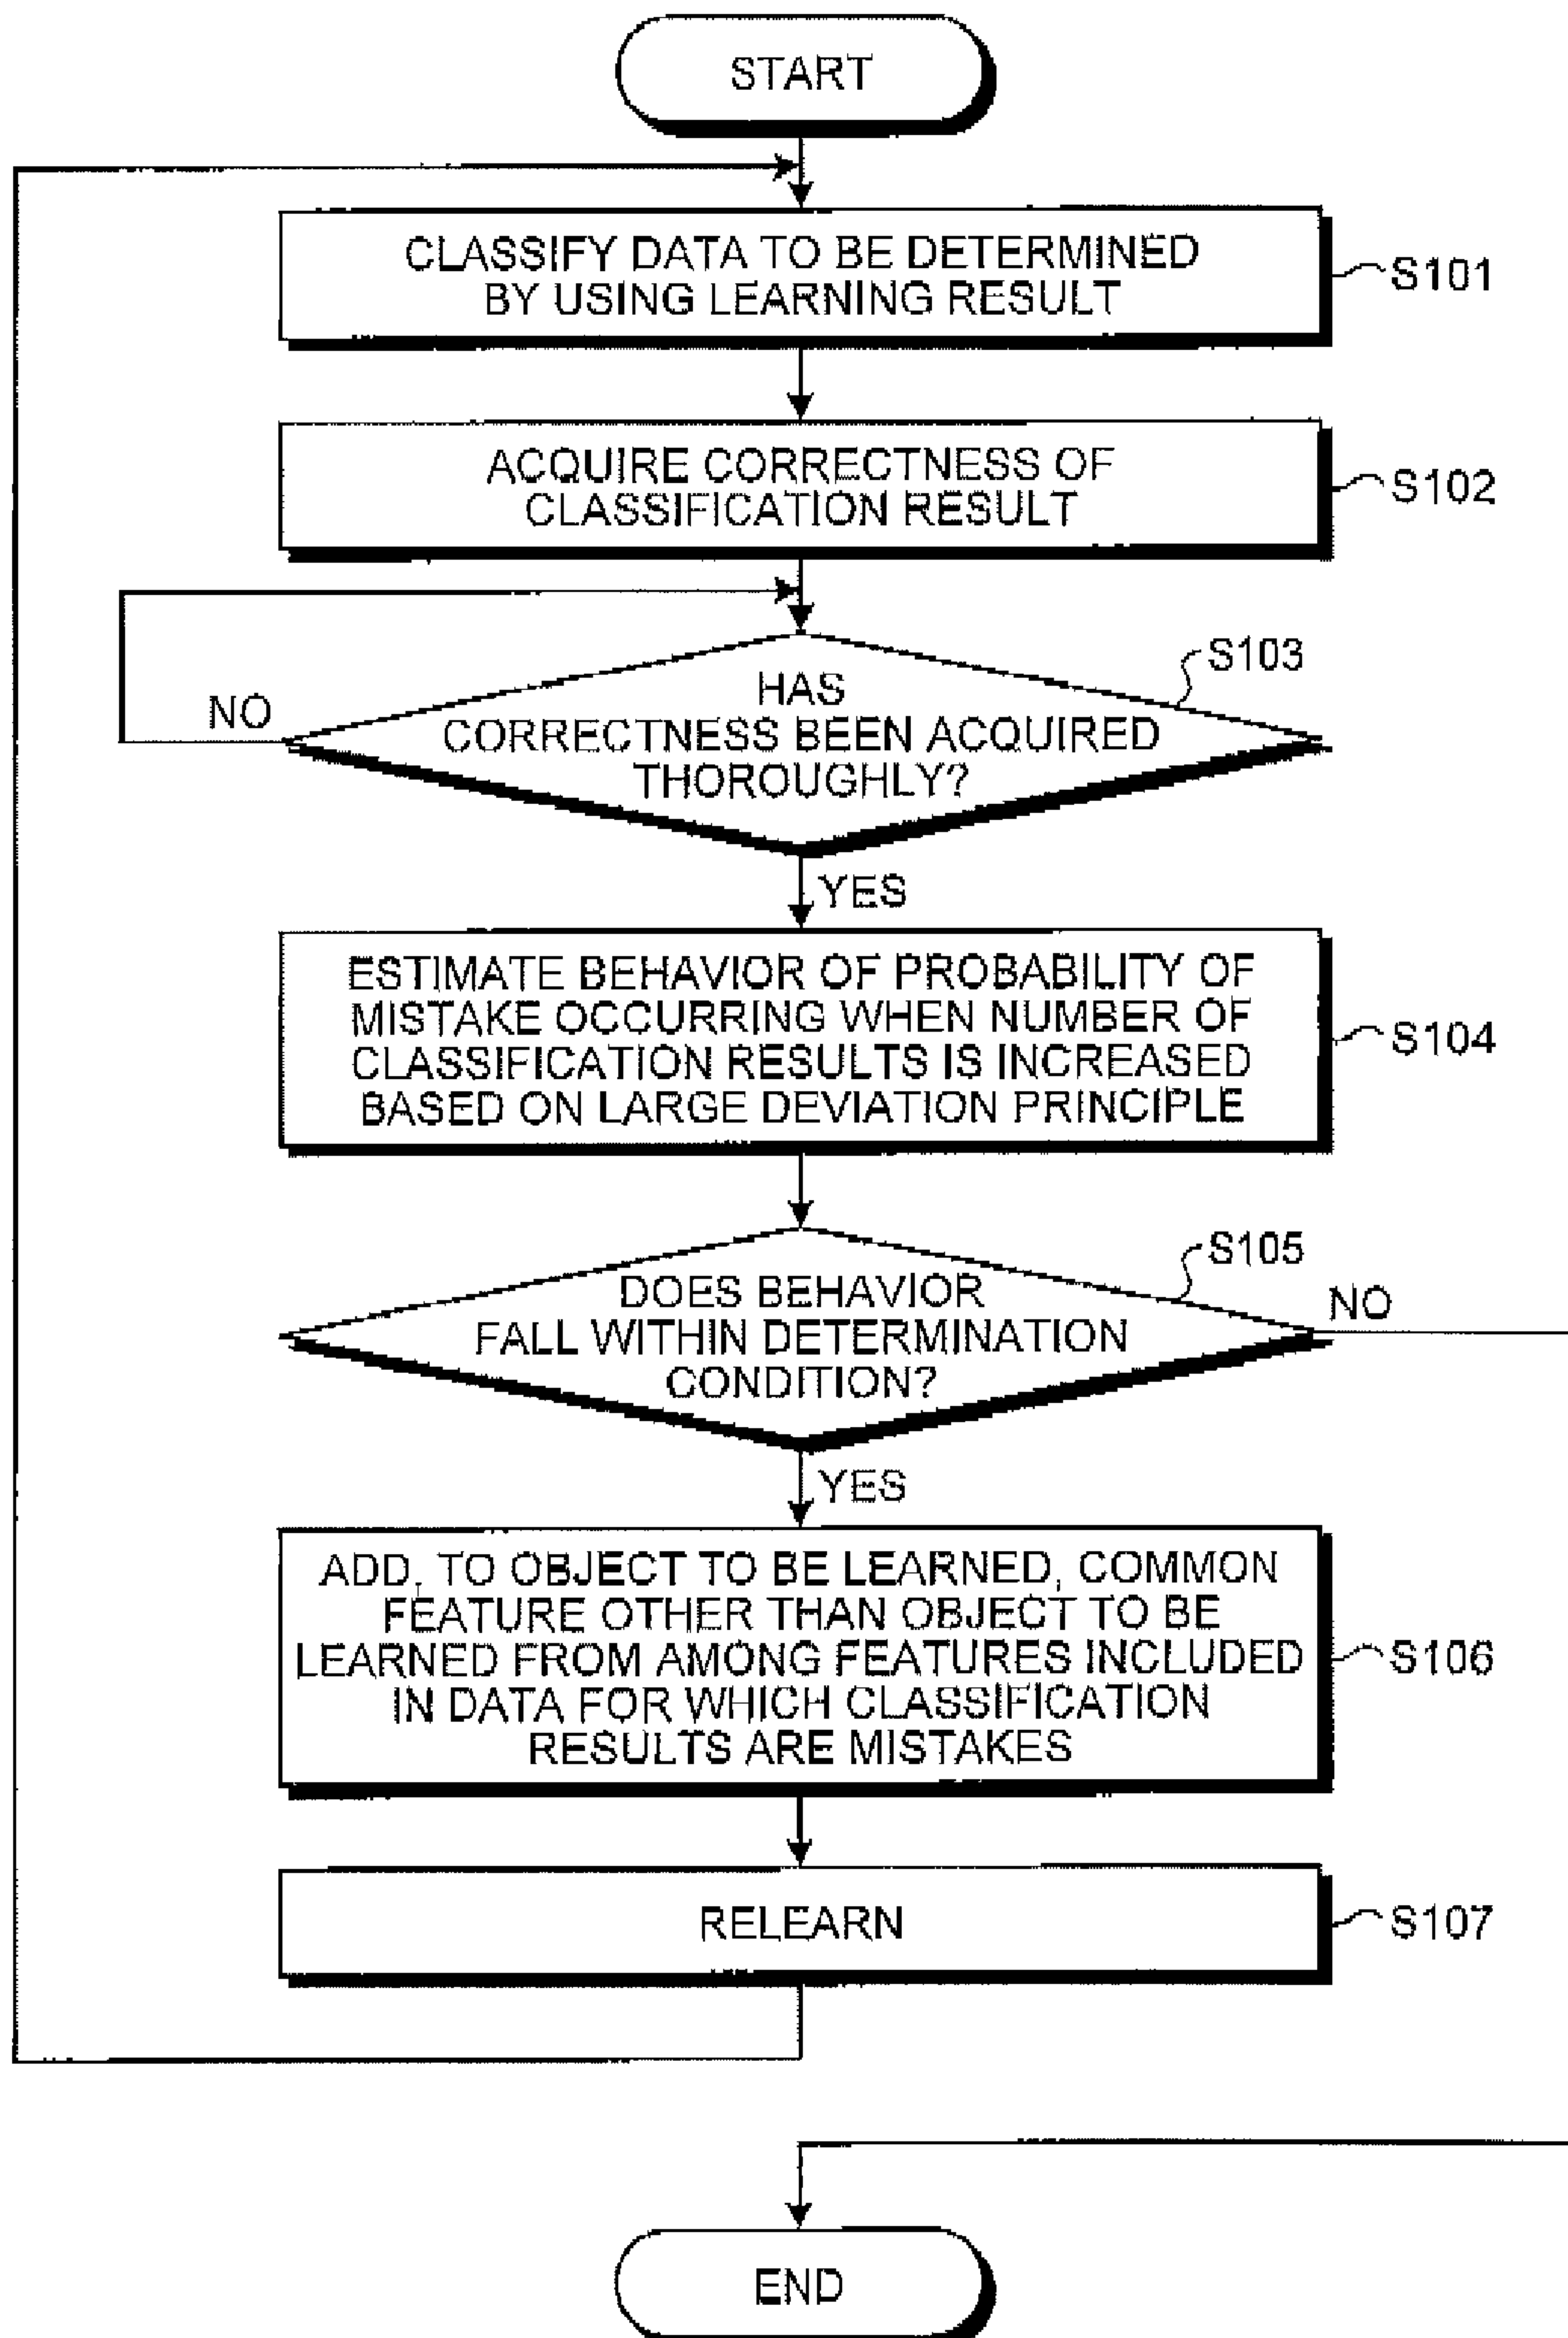 START
CLASSIFY DATA TO BE DETERMINED
BY USING LEARNING RESULT
S101
ACQUIRE CORRECTNESS OF
CLASSIFICATION RESULT
S102
S103
HAS
CORRECTNESS BEEN ACQUIRED
THOROUGHLY?
NO
YES
ESTIMATE BEHAVIOR OF PROBABILITY OF
MISTAKE OCCURRING WHEN NUMBER OF
CLASSIFICATION RESULTS IS INCREASED
BASED ON LARGE DEVIATION PRINCIPLE
S104
S105
DOES BEHAVIOR
FALL WITHIN DETERMINATION
CONDITION?
NO
YES
ADD, TO OBJECT TO BE LEARNED, COMMON
FEATURE OTHER THAN OBJECT TO BE
LEARNED FROM AMONG FEATURES INCLUDED
IN DATA FOR WHICH CLASSIFICATION
RESULTS ARE MISTAKES
S106
RELEARN
S107
END